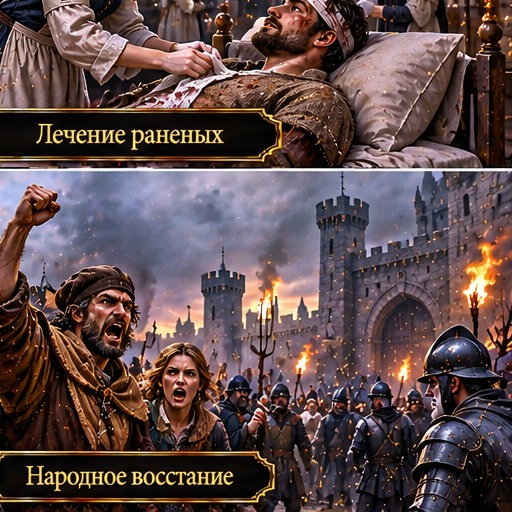 Лечение раненых
Народное восстание